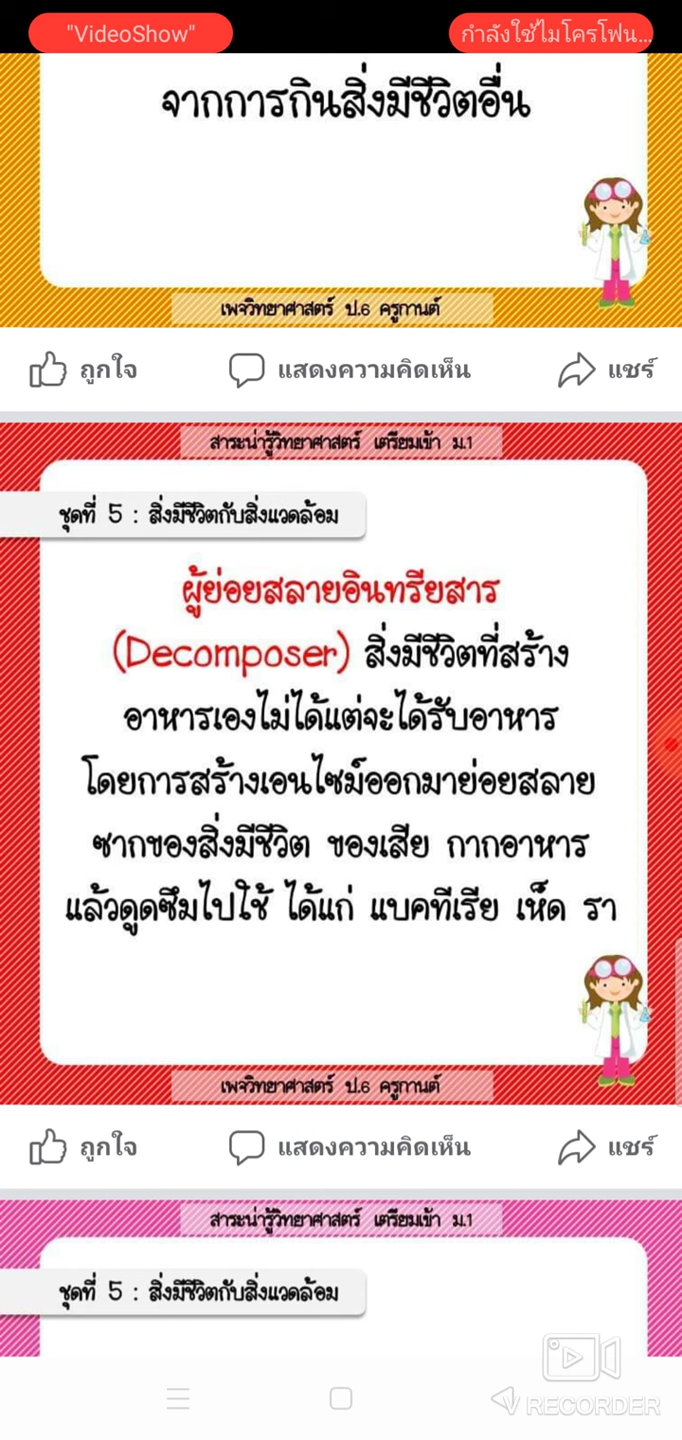 "VideoShow"
กำลังใช้ไมโครโฟน...
จากการกินสิ่งมีชีวิตอื่น
เพจวิทยาศาสตร์ ป.6 ครูกานต์
ถูกใจ
แสดงความคิดเห็น
แชร์
สาระน่ารู้วิทยาศาสตร์ เตรียมเข้า ม.1
ชุดที่ 5 : สิ่งมีชีวิตกับสิ่งแวดล้อม
ผู้ย่อยสลายอินทรียสาร
(Decomposer) สิ่งมีชีวิตที่สร้าง
อาหารเองไม่ได้แต่จะได้รับอาหาร
โดยการสร้างเอนไซม์ออกมาย่อยสลาย
ซากของสิ่งมีชีวิต ของเสีย กากอาหาร
แล้วดูดซึมไปใช้ ได้แก่ แบคทีเรีย เห็ด รา
เพจวิทยาศาสตร์ ป.6 ครูกานต์
ถูกใจ
แสดงความคิดเห็น
แชร์
สาระน่ารู้วิทยาศาสตร์ เตรียมเข้า ม.1
ชุดที่ 5 : สิ่งมีชีวิตกับสิ่งแวดล้อม
RECORDER